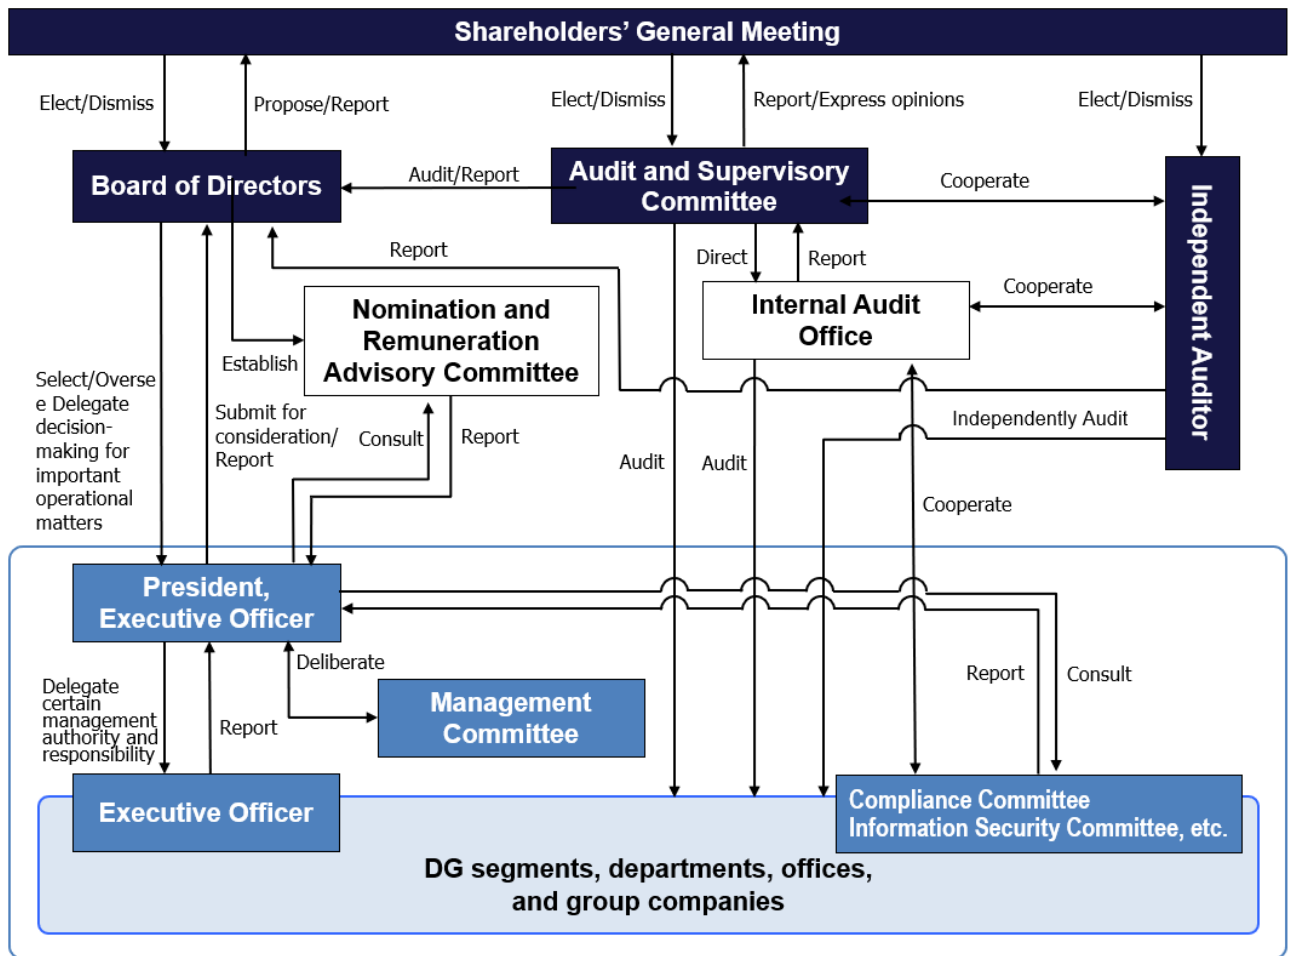 Shareholders’ General Meeting
Elect/Dismiss
Propose/Report
Elect/Dismiss
Report/Express opinions
Elect/Dismiss
Board of Directors
Audit/Report
Audit and Supervisory
Committee
Cooperate
Independent Auditor
Report
Direct
Report
Nomination and
Remuneration
Advisory Committee
Internal Audit
Office
Cooperate
Establish
Select/Overse
e Delegate
decision-
making for
important
operational
matters
Submit for
consideration/
Report
Consult
Report
Independently Audit
Audit
Audit
Cooperate
President,
Executive Officer
Deliberate
Delegate
certain
management
authority and
responsibility
Report
Management
Committee
Report
Consult
Executive Officer
Compliance Committee
Information Security Committee, etc.
DG segments, departments, offices,
and group companies